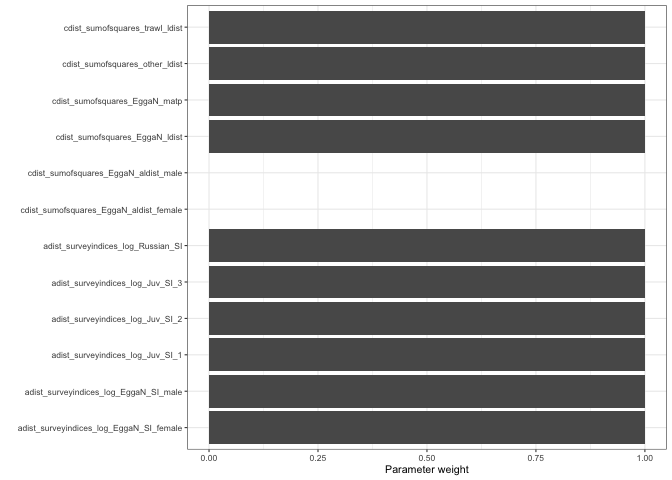 cdist_sumofsquares_trawl_ldist
cdist_sumofsquares_other_ldist
cdist_sumofsquares_EggaN_matp
cdist_sumofsquares_EggaN_ldist
cdist_sumofsquares_EggaN_aldist_male
cdist_sumofsquares_EggaN_aldist_female
adist_surveyindices_log_Russian_SI
adist_surveyindices_log_Juv_SI_3
adist_surveyindices_log_Juv_SI_2
adist_surveyindices_log_Juv_SI_1
adist_surveyindices_log_EggaN_SI_male
adist_surveyindices_log_EggaN_SI_female
0.00 0.25 0.50 0.75 1.00
Parameter weight